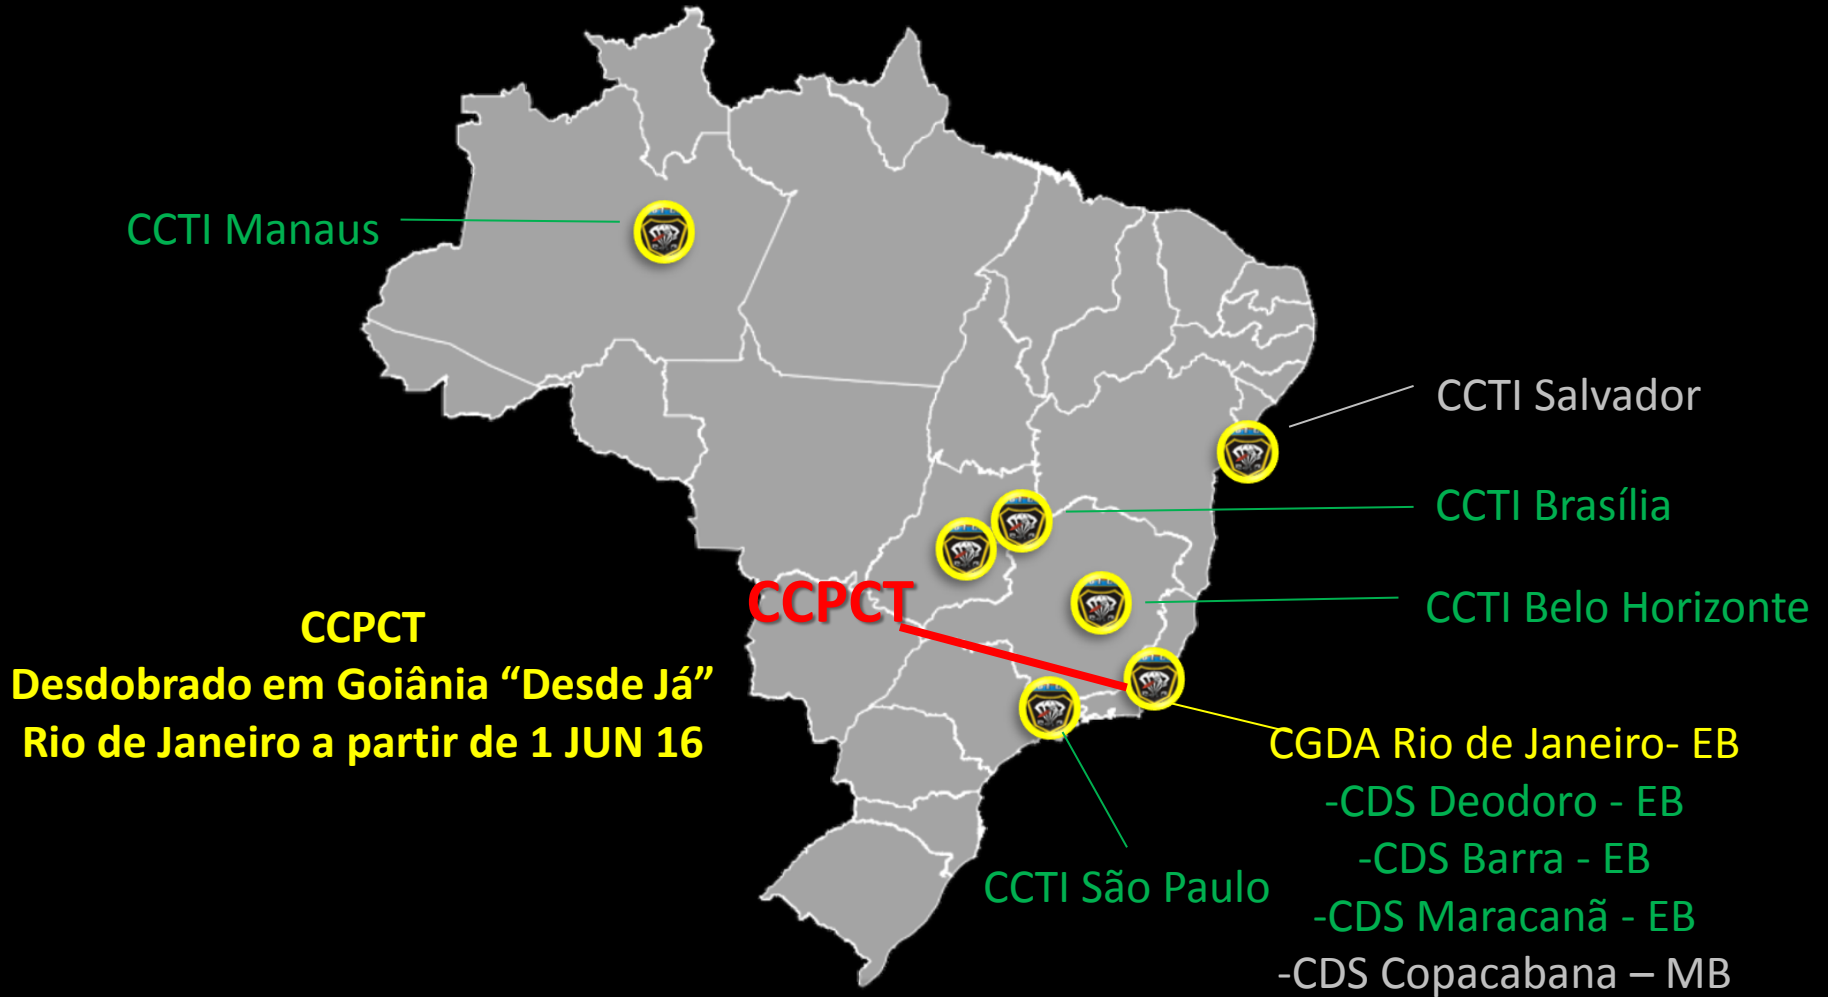 CCTI Manaus
CCTI Salvador
CCTI Brasília
CCPCT
CCTI Belo Horizonte
CCPCT
Desdobrado em Goiânia “Desde Já”
Rio de Janeiro a partir de 1 JUN 16
CGDA Rio de Janeiro- EB
-CDS Deodoro - EB
-CDS Barra - EB
-CDS Maracanã - EB
-CDS Copacabana – MB
CCTI São Paulo